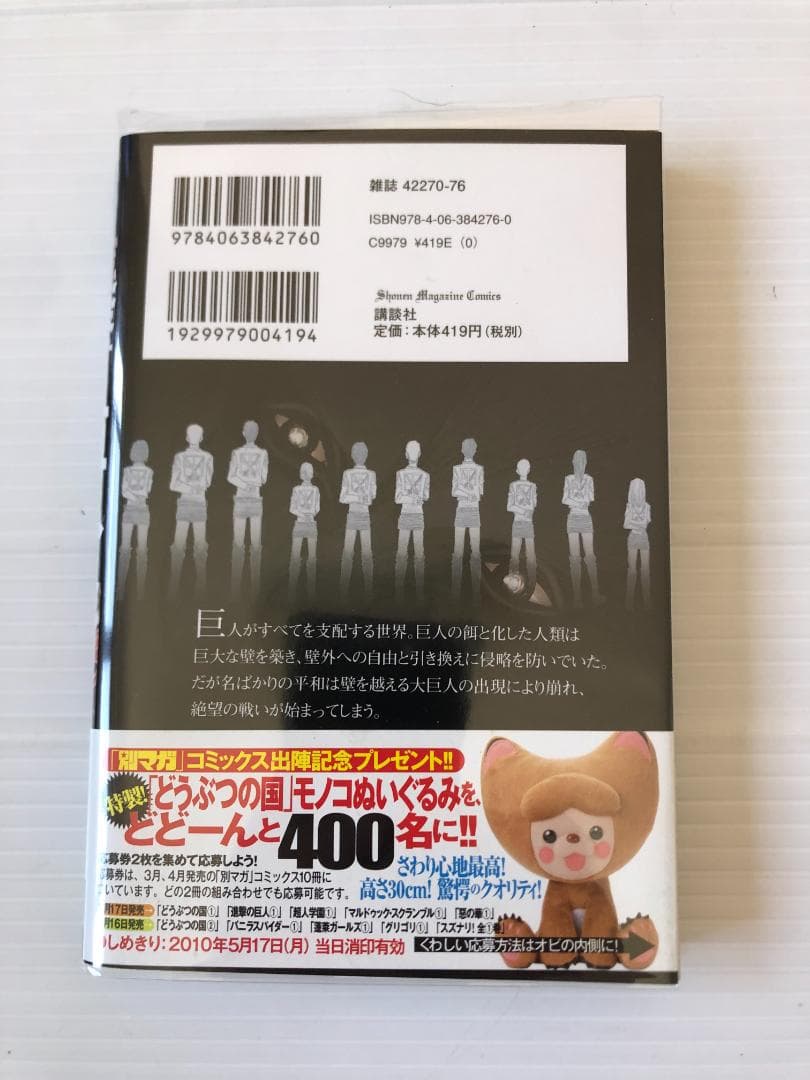 雑誌 42270-76
ISBN978-4-06-384276-0
C9979 ¥419E (0)
9784063842760
1929979004194
Shonen Magazine Comics
講談社
定価：本体419円（税別）
巨人がすべてを支配する世界。巨人の餌と化した人類は
巨大な壁を築き、壁外への自由と引き換えに侵略を防いでいた。
だが名ばかりの平和は壁を越える大巨人の出現により崩れ、
絶望の戦いが始まってしまう。
「別マガ」コミックス出陣記念プレゼント!!
特製!「どうぶつの国」モノコぬいぐるみを、
どどーんと400名に!!
応募券2枚を集めて応募しよう!
応募券は、3月、4月発売の「別マガ」コミックス10冊に
ついています。どの2冊の組み合わせでも応募可能です。
さわり心地最高!
高さ30cm! 驚愕のクオリティ!
月17日発売→「どうぶつの国①」「進撃の巨人①」「超人学園①」「マルドゥック・スクランブル①」「惡の華①」
月16日発売→「どうぶつの国②」「バニラスパイダー①」「蓬莱ガールズ①」「グリゴリ①」「スズナリ! 全1巻」
しめきり：2010年5月17日(月) 当日消印有効
くわしい応募方法はオビの内側に!